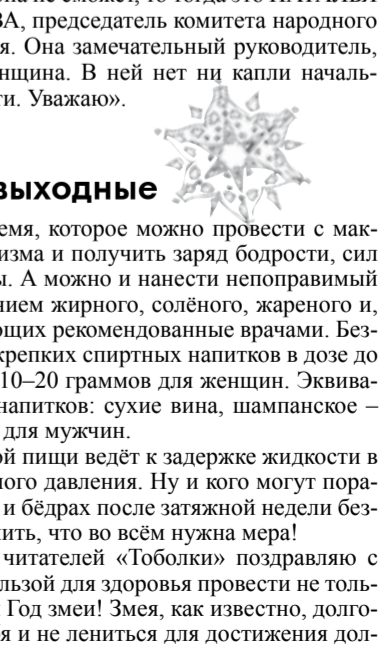 она не сможет, то тогда это НАТАЛЬЯ
ВА, председатель комитета народного
я. Она замечательный руководитель,
нщина. В ней нет ни капли началь-
ти. Уважаю».
выходные
емя, которое можно провести с мак-
изма и получить заряд бодрости, сил
ы. А можно и нанести непоправимый
нием жирного, солёного, жареного и,
ющих рекомендованные врачами. Без-
крепких спиртных напитков в дозе до
10–20 граммов для женщин. Эквива-
напитков: сухие вина, шампанское –
для мужчин.
ой пищи ведёт к задержке жидкости в
ного давления. Ну и кого могут пора-
и бёдрах после затяжной недели без-
нить, что во всём нужна мера!
читателей «Тоболки» поздравляю с
льзой для здоровья провести не толь-
Год змеи! Змея, как известно, долго-
я и не лениться для достижения дол-